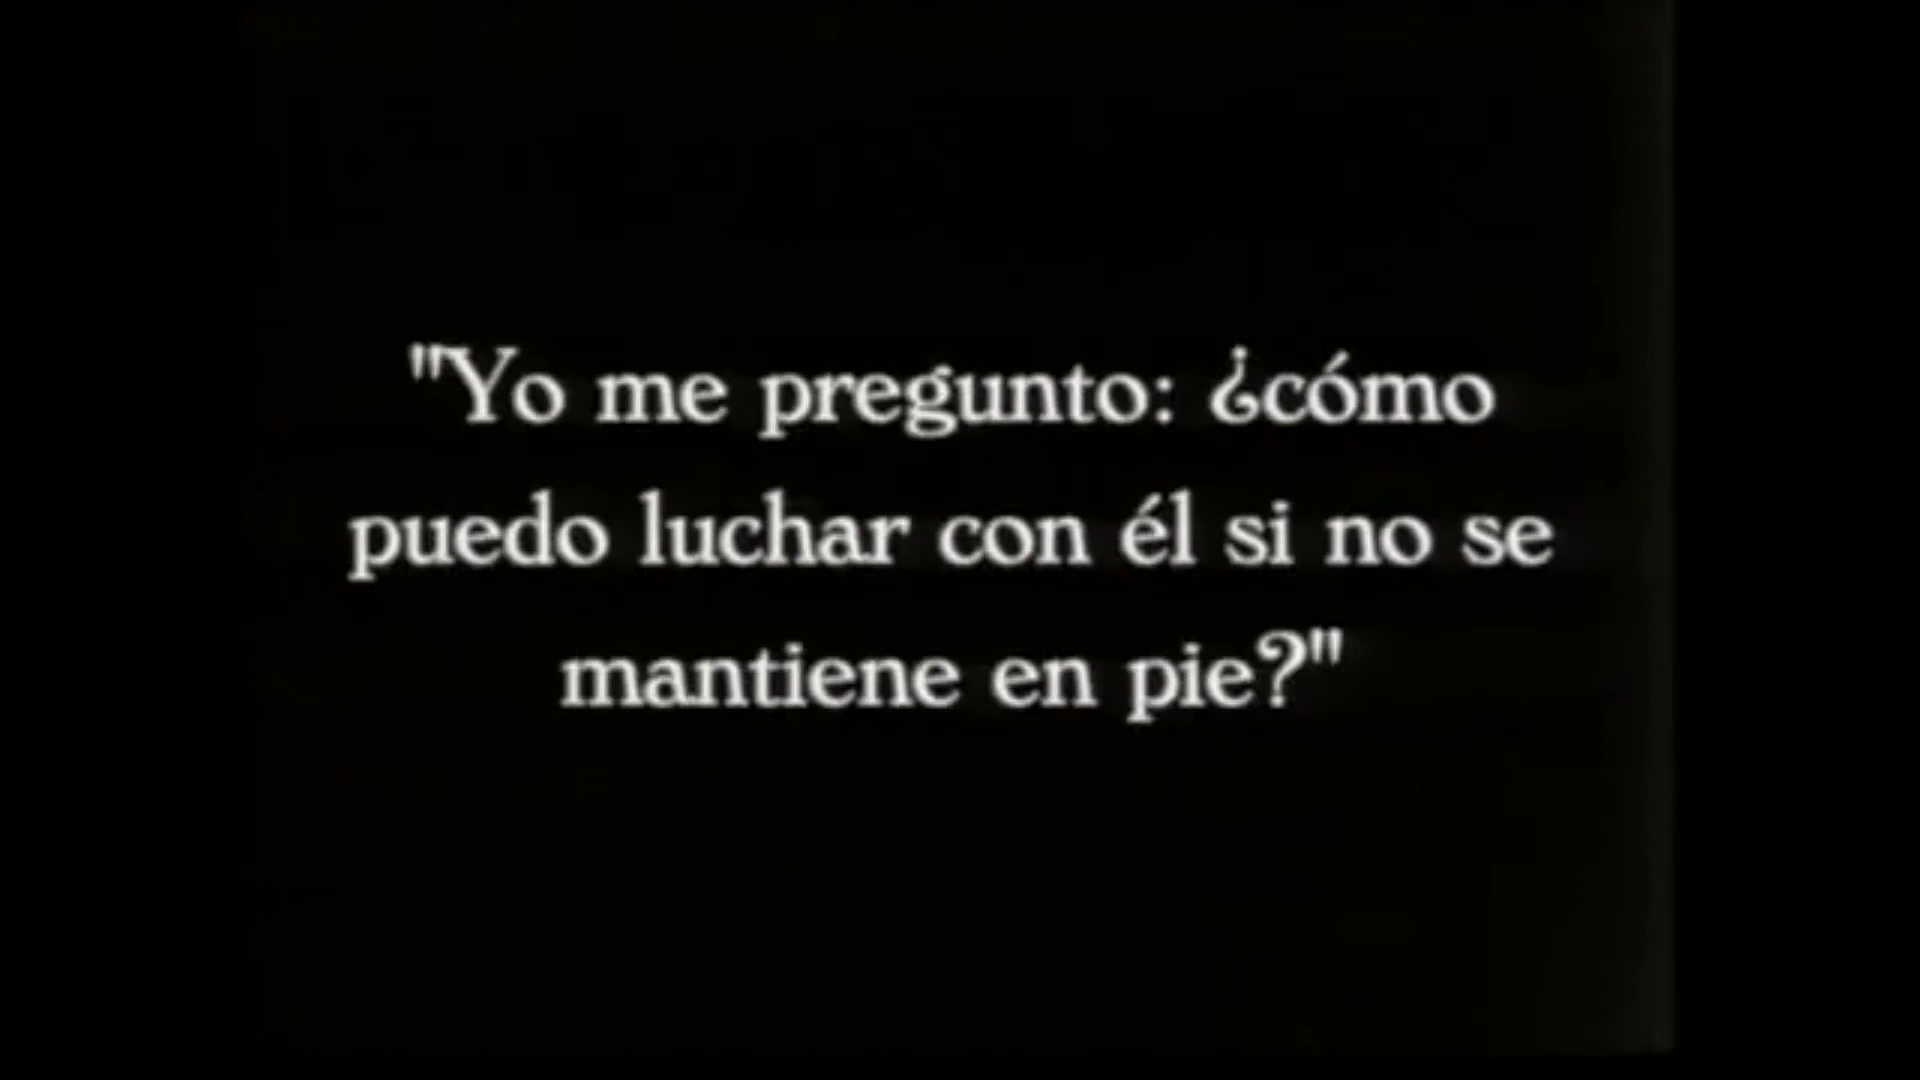 "Yo me pregunto: ¿cómo
puedo luchar con él si no se
mantiene en pie?"